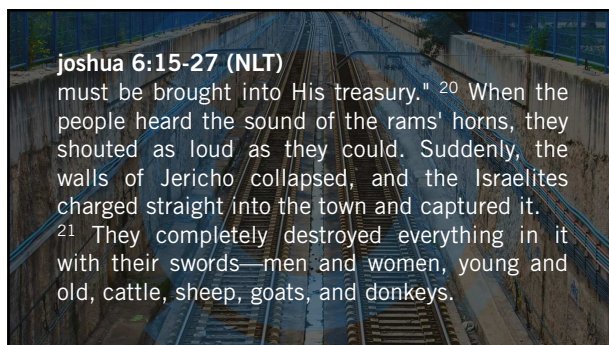 joshua 6:15-27 (NLT)
must be brought into His treasury." 20 When the
people heard the sound of the rams' horns, they
shouted as loud as they could. Suddenly, the
walls of Jericho collapsed, and the Israelites
charged straight into the town and captured it.
21 They completely destroyed everything in it
with their swords—men and women, young and
old, cattle, sheep, goats, and donkeys.